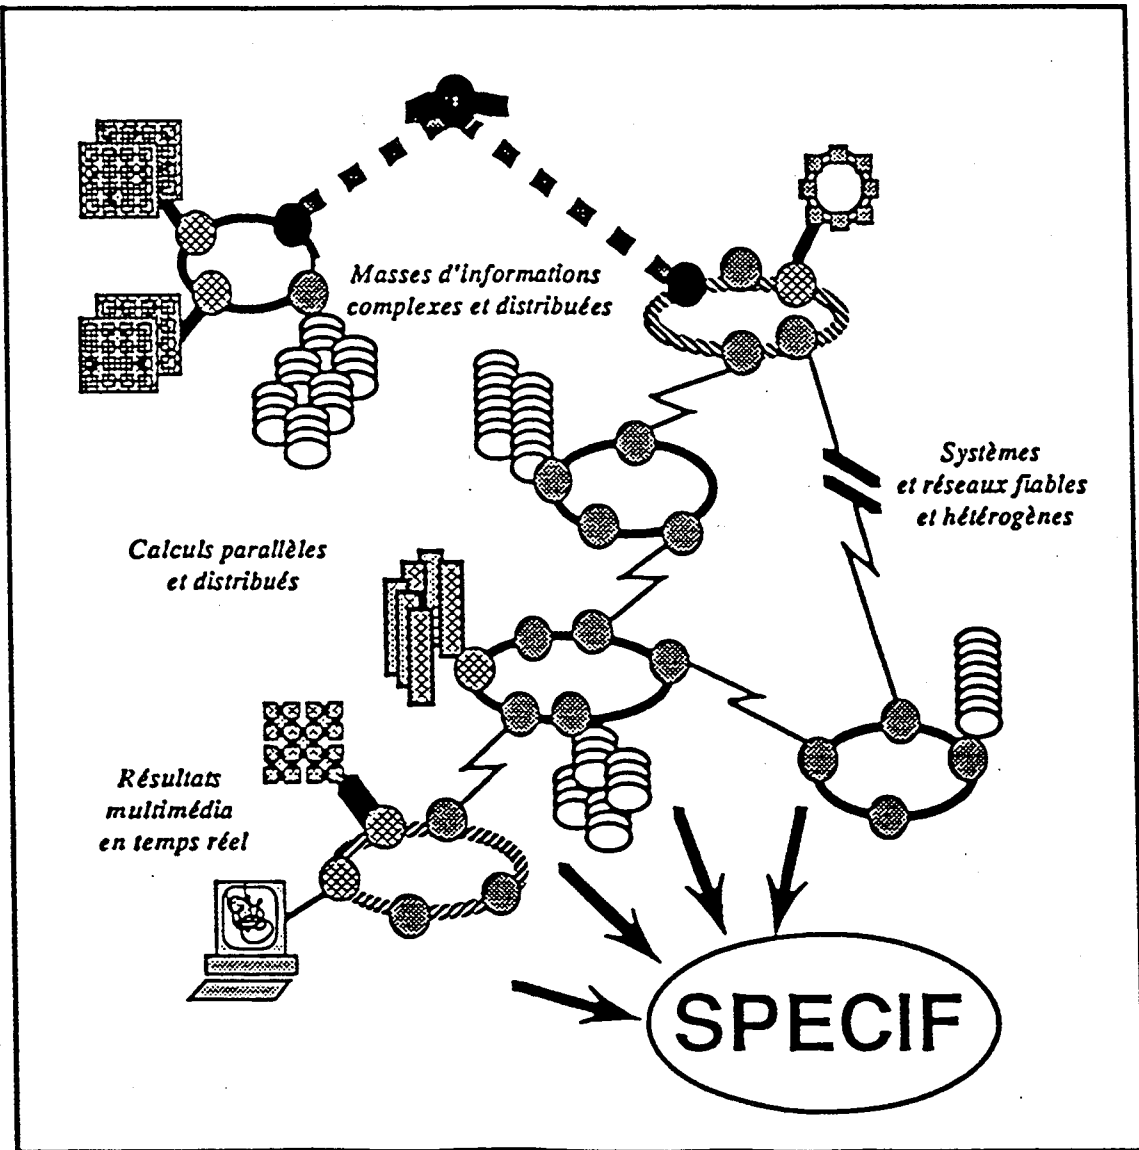 Masses d'informations
complexes et distribuées
Systèmes
et réseaux fiables
et hétérogènes
Calculs parallèles
et distribués
Résultats
multimédia
en temps réel
SPECIF